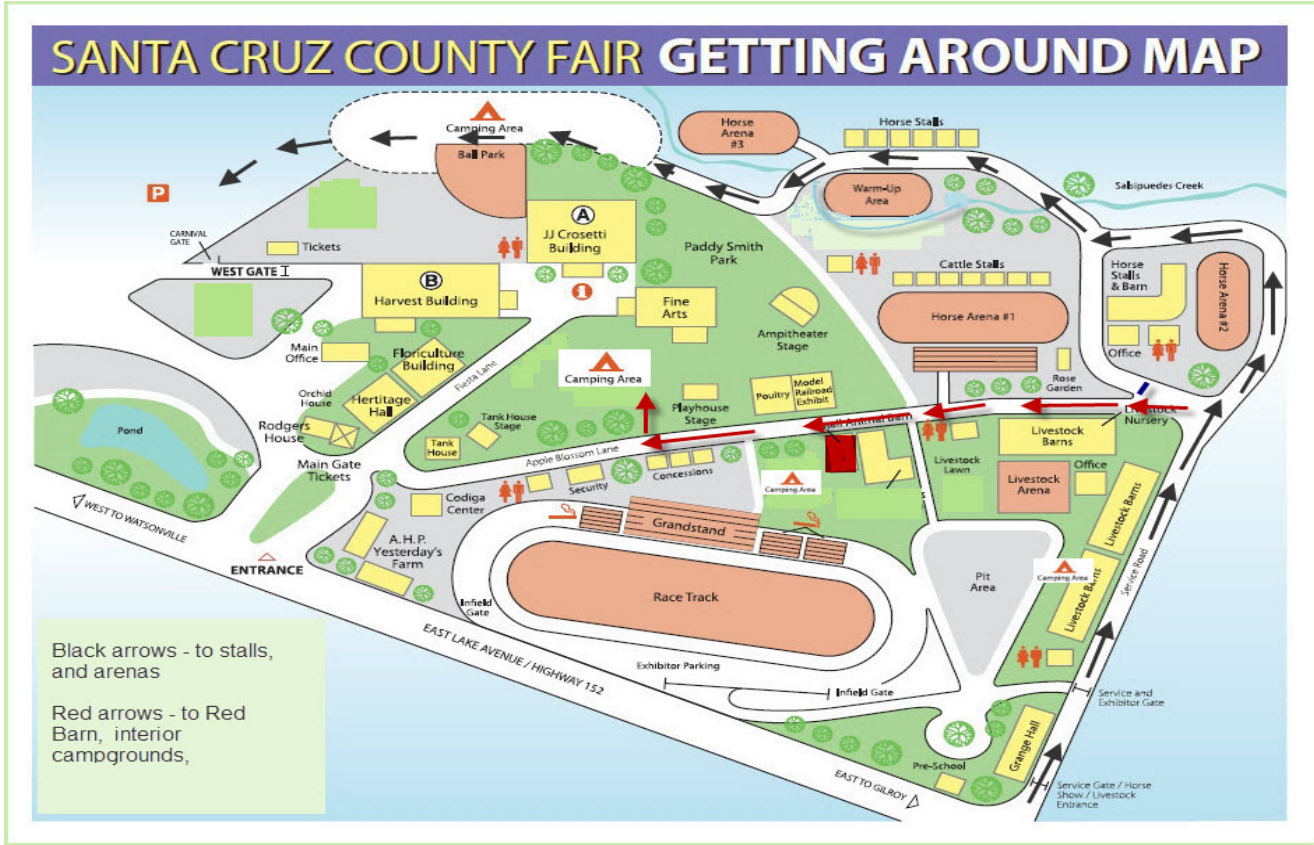 SANTA CRUZ COUNTY FAIR GETTING AROUND MAP
Camping Area
Ball Park
Horse
Arena
#3
Horse Stalls
Warm-Up
Area
Salsipuedes Creek
P
CARNIVAL
GATE
Tickets
WEST GATE
A
JJ Crosetti
Building
Paddy Smith
Park
B
Harvest Building
Fine
Arts
Cattle Stalls
Horse Arena #1
Horse
Stalls
& Barn
Horse Arena #2
Office
Ampitheater
Stage
Main
Office
Floriculture
Building
Fiesta Lane
Camping Area
Rose
Garden
Orchid
House
Hertitage
Hall
Poultry
Model
Railroad
Exhibit
Playhouse
Stage
Rodgers
House
Tank House
Stage
Tank
House
Animal Barn
Livestock
Nursery
Livestock
Barns
Pond
Main Gate
Tickets
Apple Blossom Lane
Concessions
Security
Camping Area
Livestock
Lawn
Livestock
Arena
Office
Livestock Barns
WEST TO WATSONVILLE
Codiga
Center
Grandstand
A.H.P.
Yesterday's
Farm
ENTRANCE
Race Track
Pit
Area
Camping Area
Livestock Barns
Service Road
Infield
Gate
EAST LAKE AVENUE / HIGHWAY 152
Exhibitor Parking
Infield Gate
Service and
Exhibitor Gate
Grange Hall
Pre-School
EAST TO GILROY
Service Gate / Horse
Show / Livestock
Entrance
Black arrows - to stalls,
and arenas
Red arrows - to Red
Barn, interior
campgrounds,